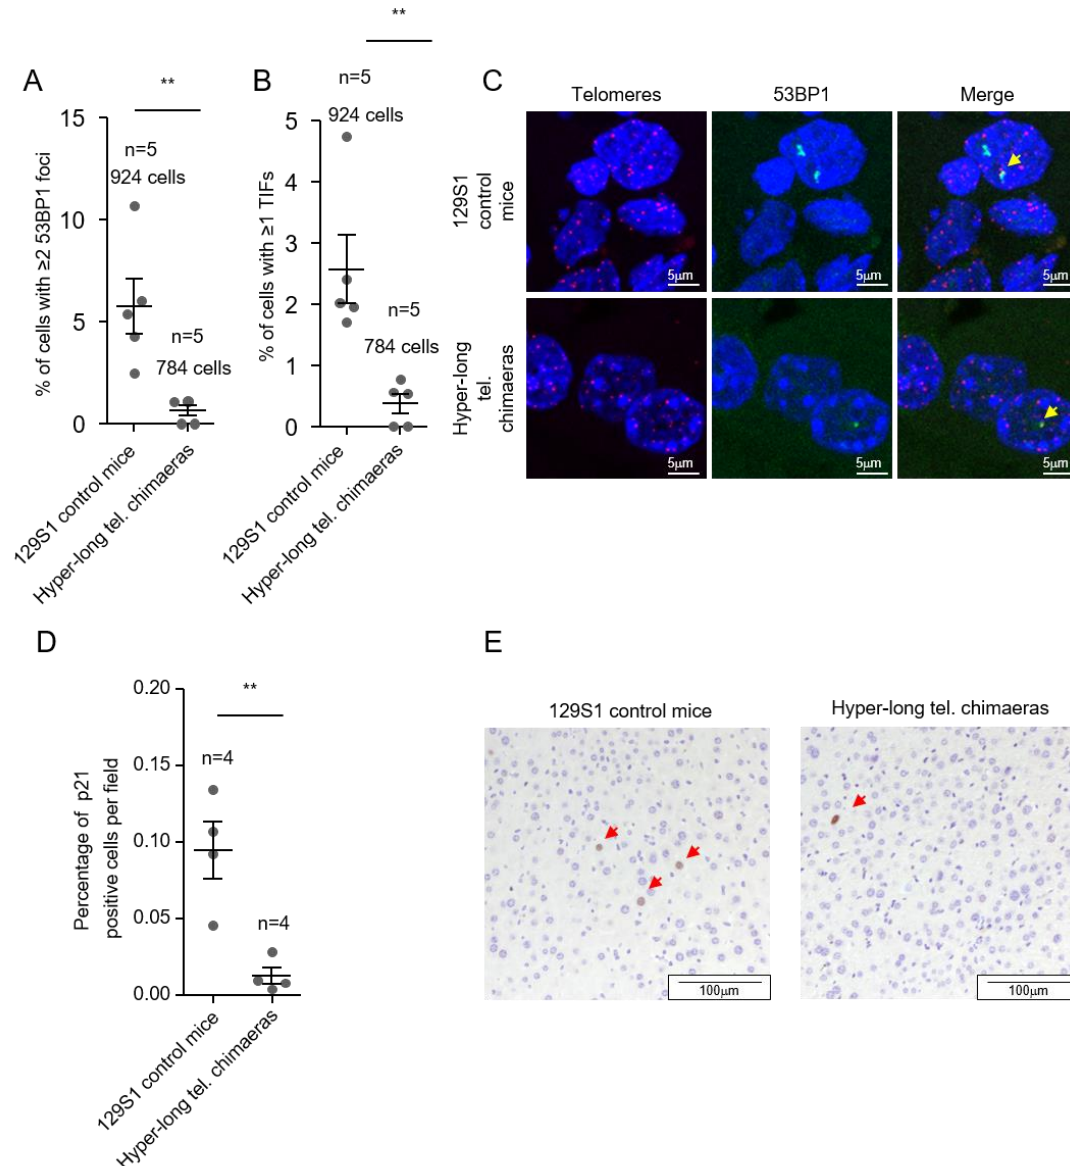 A
**
15
10
5
0
% of cells with ≥2 53BP1 foci
n=5
924 cells
n=5
784 cells
129S1 control mice
Hyper-long tel. chimaeras
B
**
n=5
924 cells
5
4
3
2
1
0
% of cells with ≥1 TIFs
n=5
784 cells
129S1 control mice
Hyper-long tel. chimaeras
C
Telomeres
53BP1
Merge
129S1
control
mice
5μm
5μm
5μm
Hyper-long
tel.
chimaeras
5μm
5μm
5μm
D
**
0.20
0.15
0.10
0.05
0.00
Percentage of p21
positive cells per field
n=4
n=4
129S1 control mice
Hyper-long tel. chimaeras
E
129S1 control mice
Hyper-long tel. chimaeras
100μm
100μm